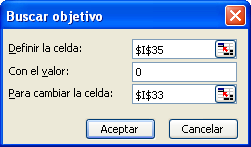 Buscar objetivo
Definir la celda: $I$35
Con el valor: 0
Para cambiar la celda: $I$33
Aceptar Cancelar